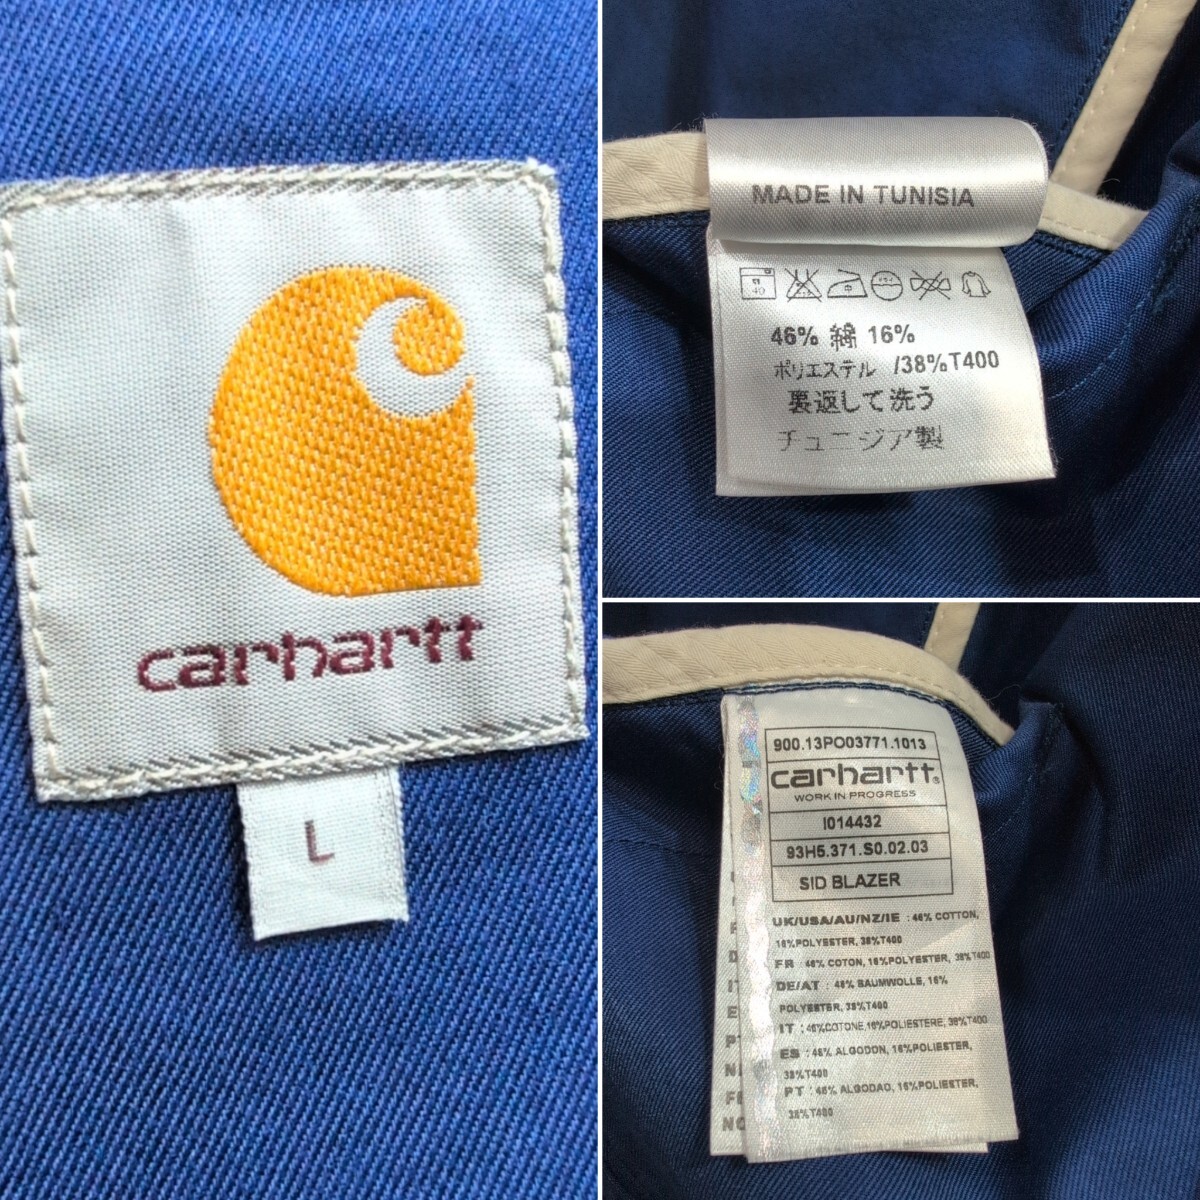 carhartt
L
MADE IN TUNISIA
40
46% 綿 16%
ポリエステル /38%T400
裏返して洗う
チュニジア製
900.13PO03771.1013
carhartt®
WORK IN PROGRESS
I014432
93H5.371.S0.02.03
SID BLAZER
UK/USA/AU/NZ/IE : 46% COTTON,
16%POLYESTER, 38%T400
FR : 46% COTON, 16%POLYESTER, 38%T400
DE/AT : 46% BAUMWOLLE, 16%
POLYESTER, 38%T400
IT : 46%COTONE,16%POLIESTERE, 38%T400
ES : 46% ALGODON, 16%POLIESTER,
38%T400
PT : 46% ALGODAO, 16%POLIESTER,
38%T400